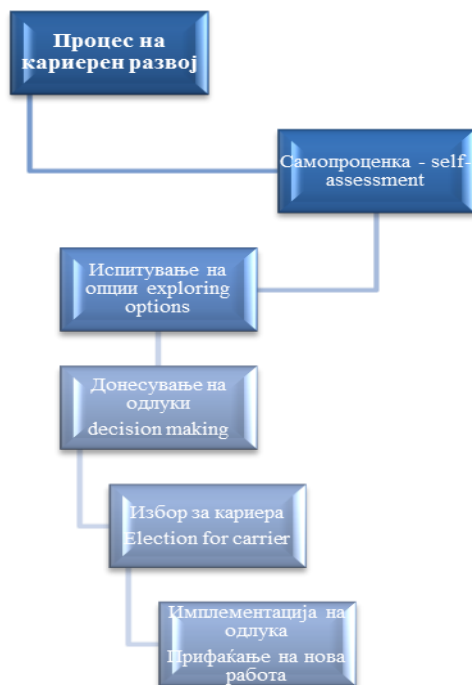 Процес на
кариерен развој
Самопроценка - self-
assessment
Испитување на
опции exploring
options
Донесување на
одлуки
decision making
Избор за кариера
Election for carrier
Имплементација на
одлука
Прифаќање на нова
работа